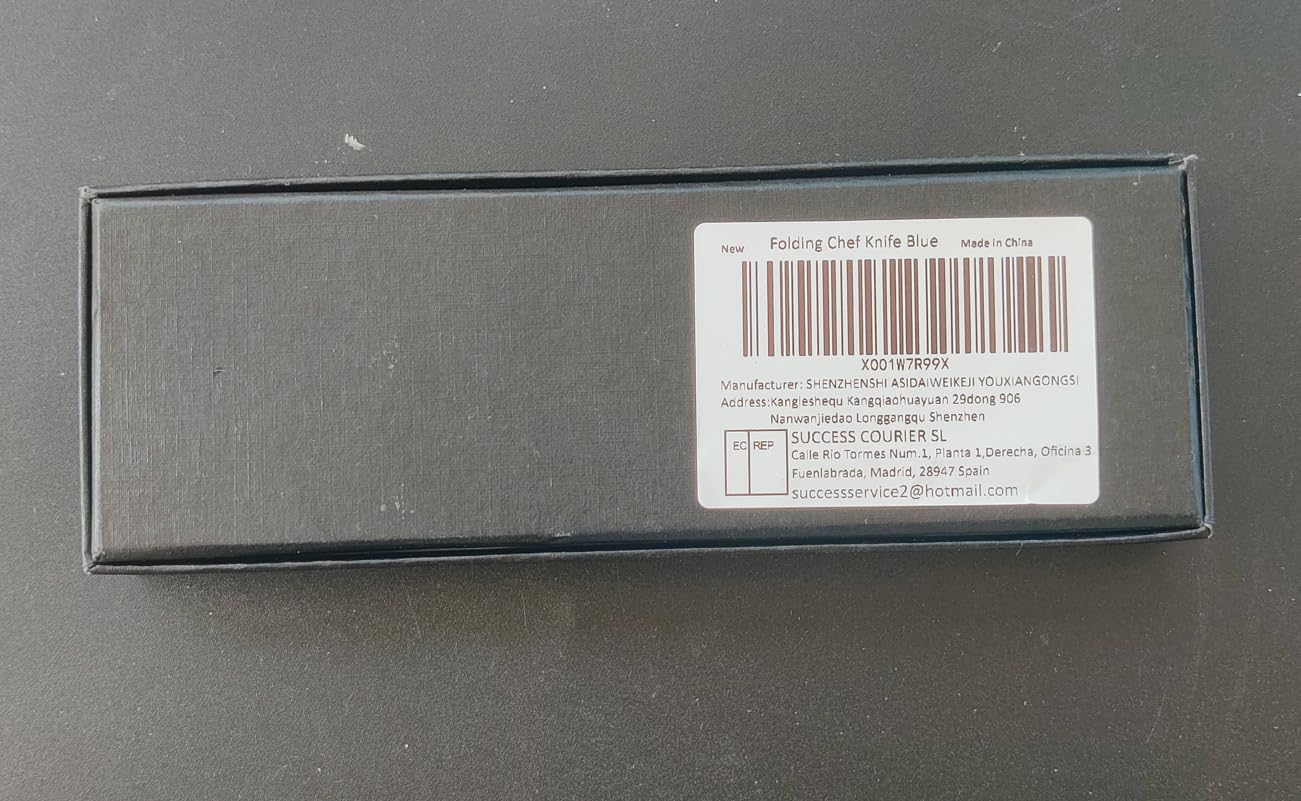 New Folding Chef Knife Blue Made in China
X001W7R99X
Manufacturer: SHENZHENSHI ASIDAIWEIKEJI YOUXIANGONGSI
Address:Kangleshequ Kangqiaohuayuan 29dong 906
Nanwanjiedao Longgangqu Shenzhen
EC REP
SUCCESS COURIER SL
Calle Rio Tormes Num.1, Planta 1,Derecha, Oficina 3
Fuenlabrada, Madrid, 28947 Spain
successservice2@hotmail.com